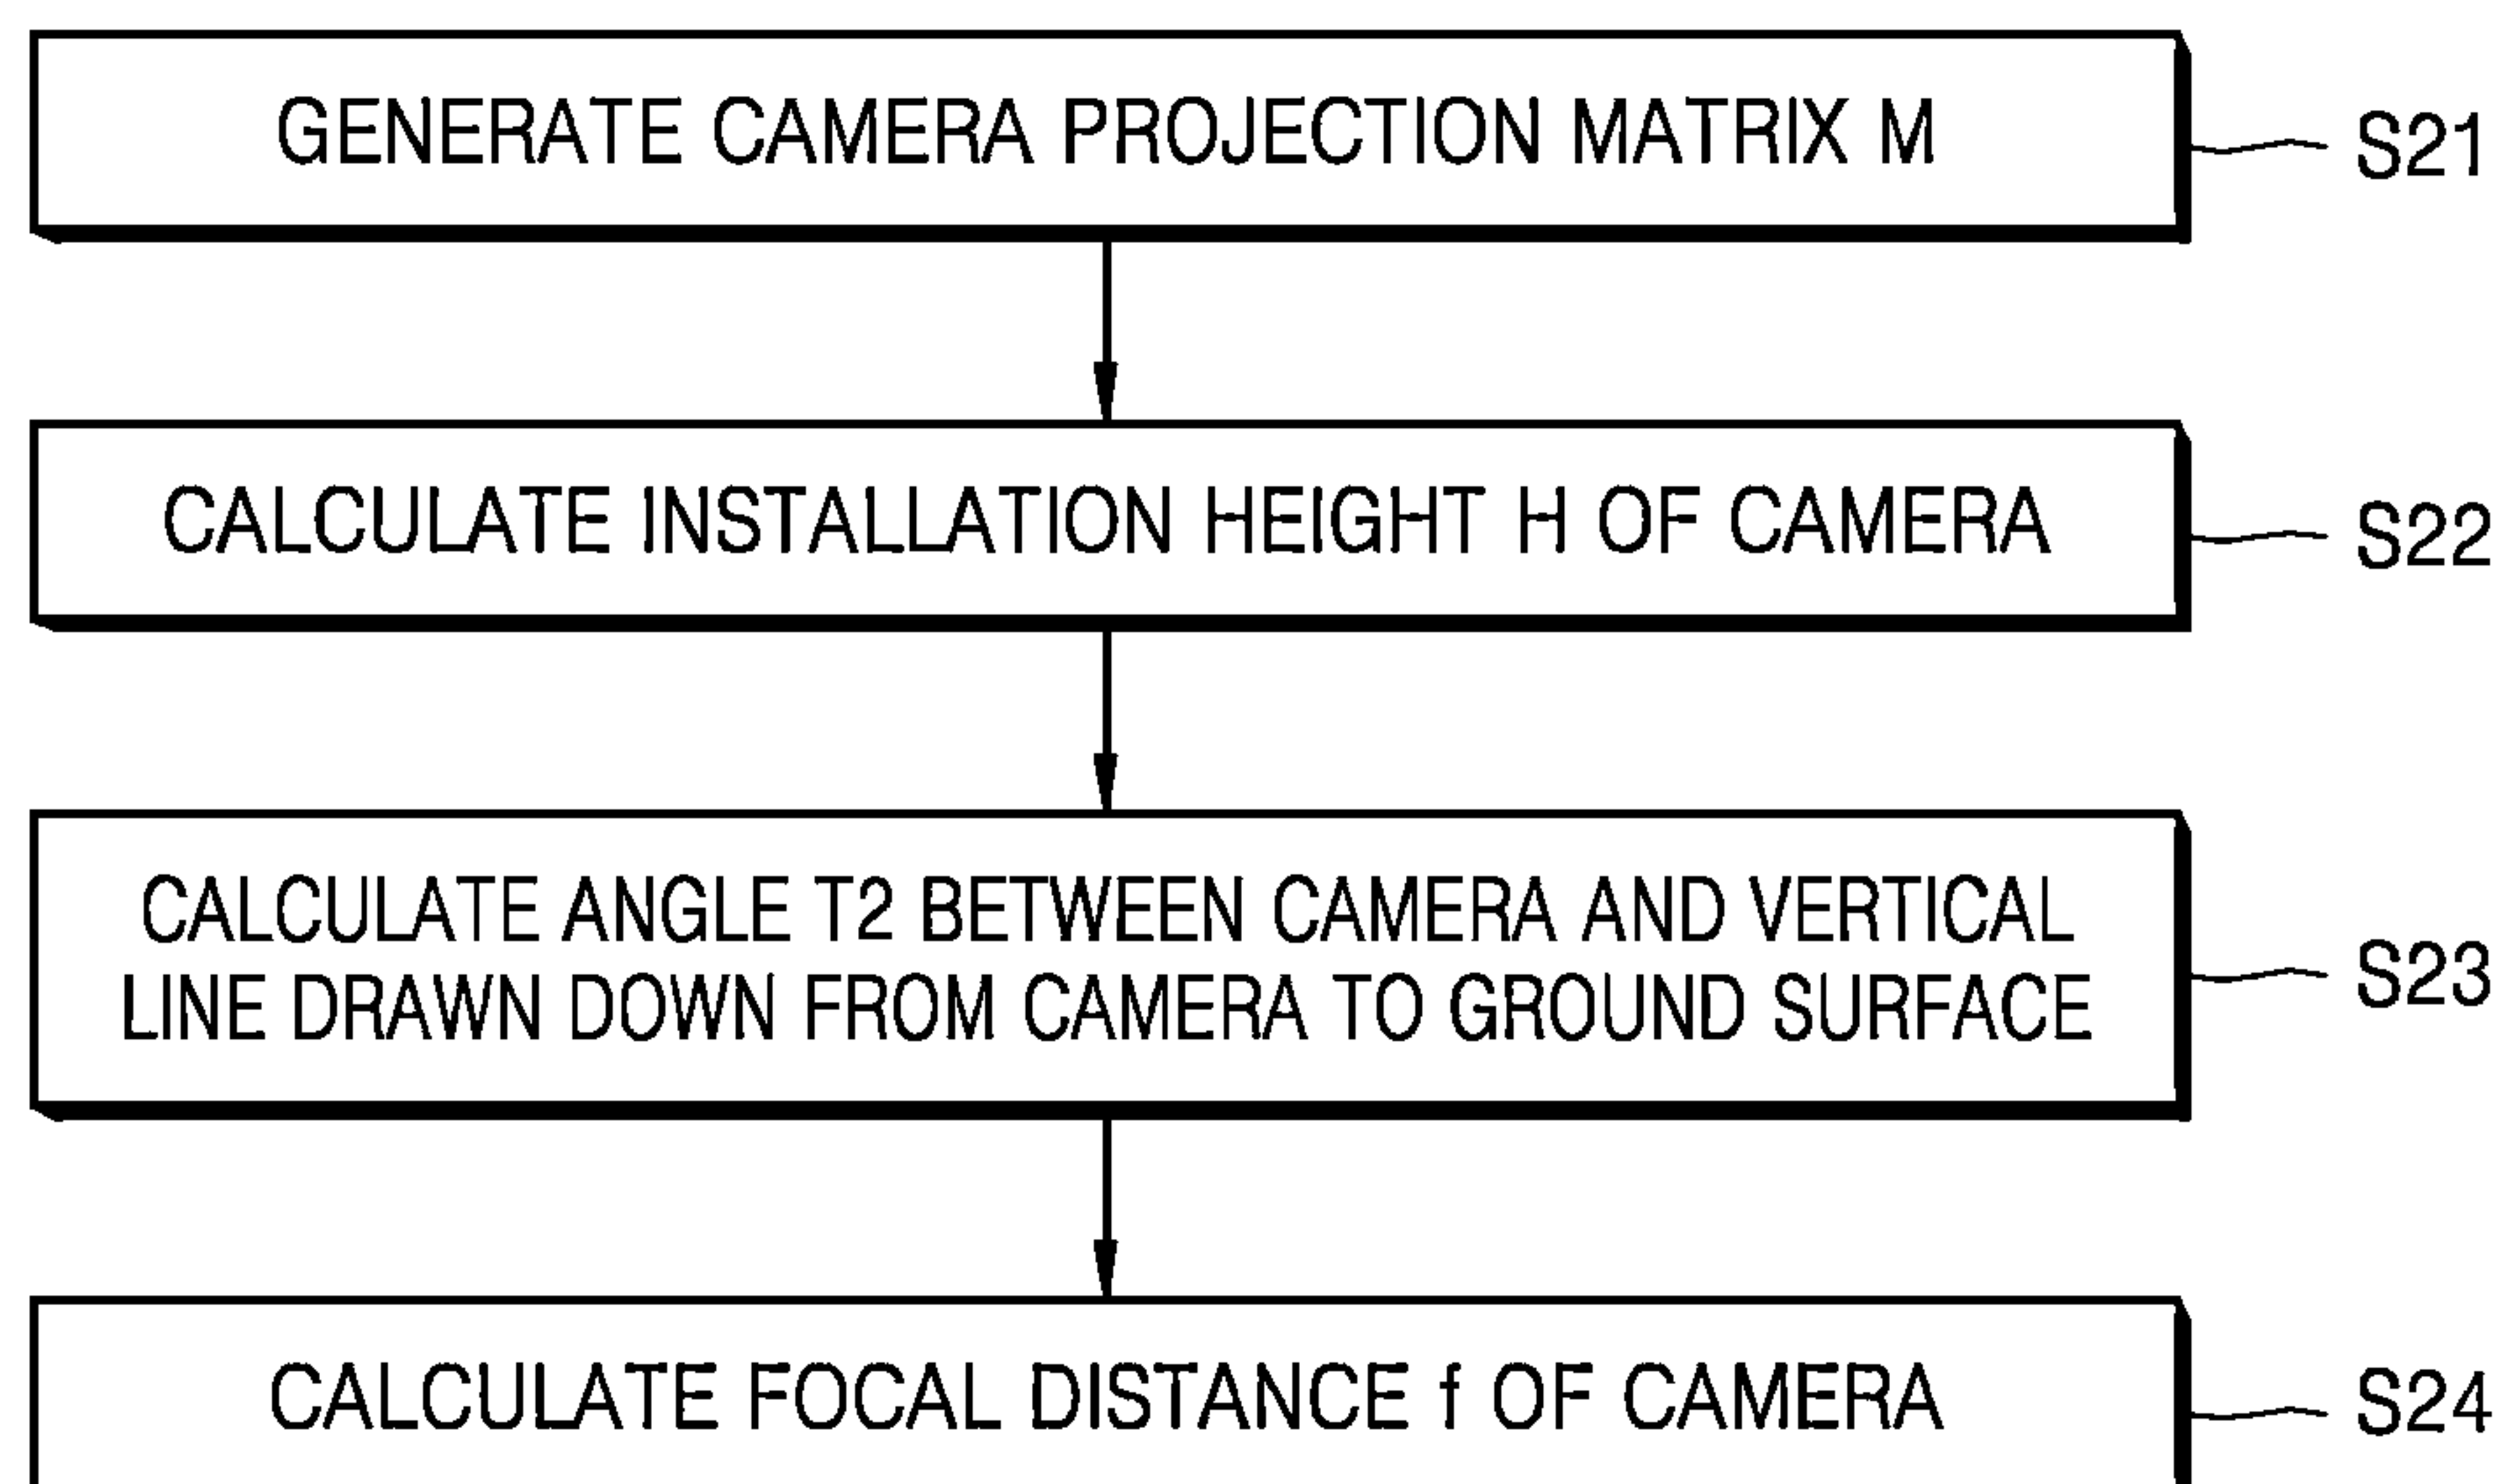 GENERATE CAMERA PROJECTION MATRIX M
S21
CALCULATE INSTALLATION HEIGHT H OF CAMERA
S22
CALCULATE ANGLE T2 BETWEEN CAMERA AND VERTICAL
LINE DRAWN DOWN FROM CAMERA TO GROUND SURFACE
S23
CALCULATE FOCAL DISTANCE f OF CAMERA
S24